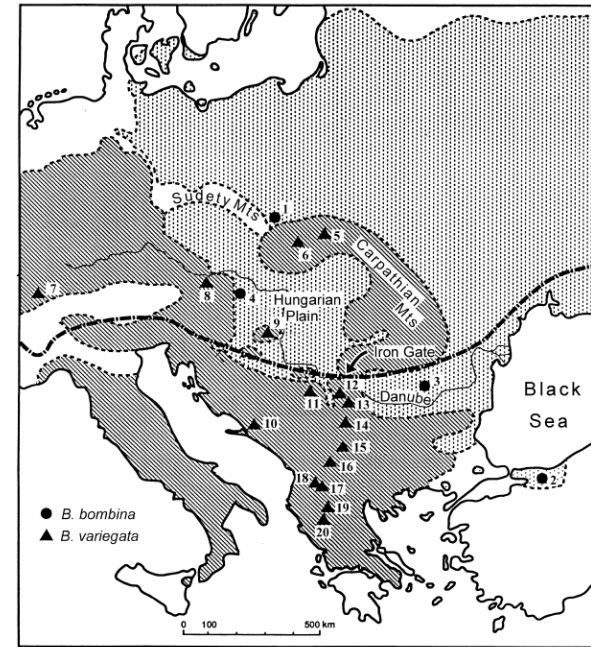 Sudety Mts
1
5
6
Carpathian Mts
7
8
4
Hungarian
Plain
9
Iron Gate
12
3
11
13
Danube
Black
Sea
10
14
15
16
18
17
2
19
20
B. bombina
B. variegata
0 100 500 km